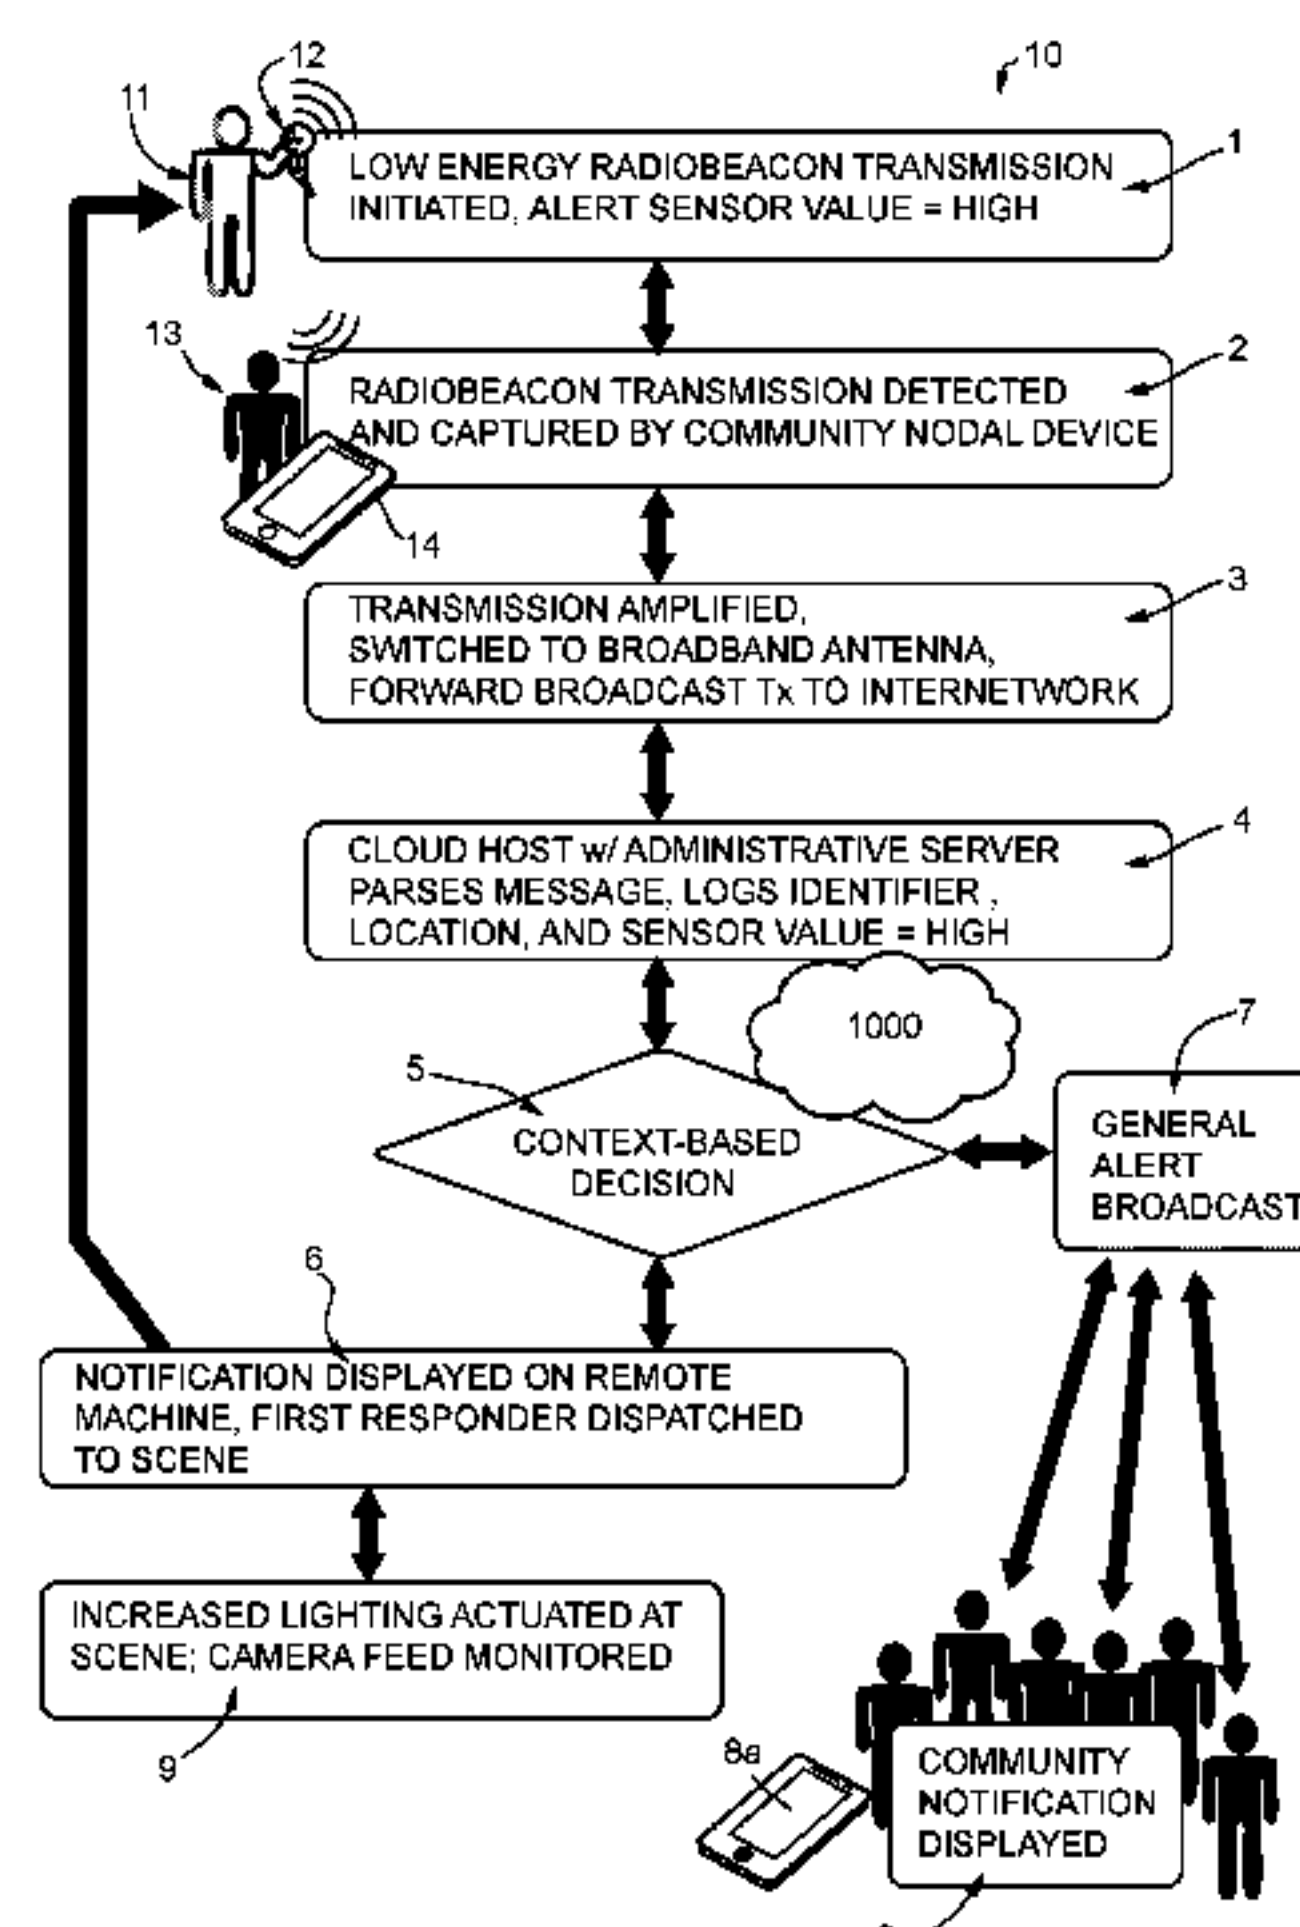 12
10
11
1
LOW ENERGY RADIOBEACON TRANSMISSION
INITIATED, ALERT SENSOR VALUE = HIGH
13
2
RADIOBEACON TRANSMISSION DETECTED
AND CAPTURED BY COMMUNITY NODAL DEVICE
14
3
TRANSMISSION AMPLIFIED,
SWITCHED TO BROADBAND ANTENNA,
FORWARD BROADCAST Tx TO INTERNETWORK
4
CLOUD HOST w/ ADMINISTRATIVE SERVER
PARSES MESSAGE, LOGS IDENTIFIER ,
LOCATION, AND SENSOR VALUE = HIGH
1000
7
5
CONTEXT-BASED
DECISION
GENERAL
ALERT
BROADCAST
6
NOTIFICATION DISPLAYED ON REMOTE
MACHINE, FIRST RESPONDER DISPATCHED
TO SCENE
INCREASED LIGHTING ACTUATED AT
SCENE; CAMERA FEED MONITORED
9
8a
COMMUNITY
NOTIFICATION
DISPLAYED